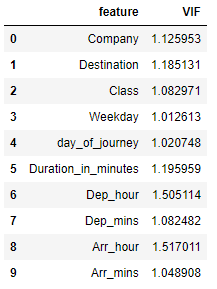 feature VIF
0 Company 1.125953
1 Destination 1.185131
2 Class 1.082971
3 Weekday 1.012613
4 day_of_journey 1.020748
5 Duration_in_minutes 1.195959
6 Dep_hour 1.505114
7 Dep_mins 1.082482
8 Arr_hour 1.517011
9 Arr_mins 1.048908